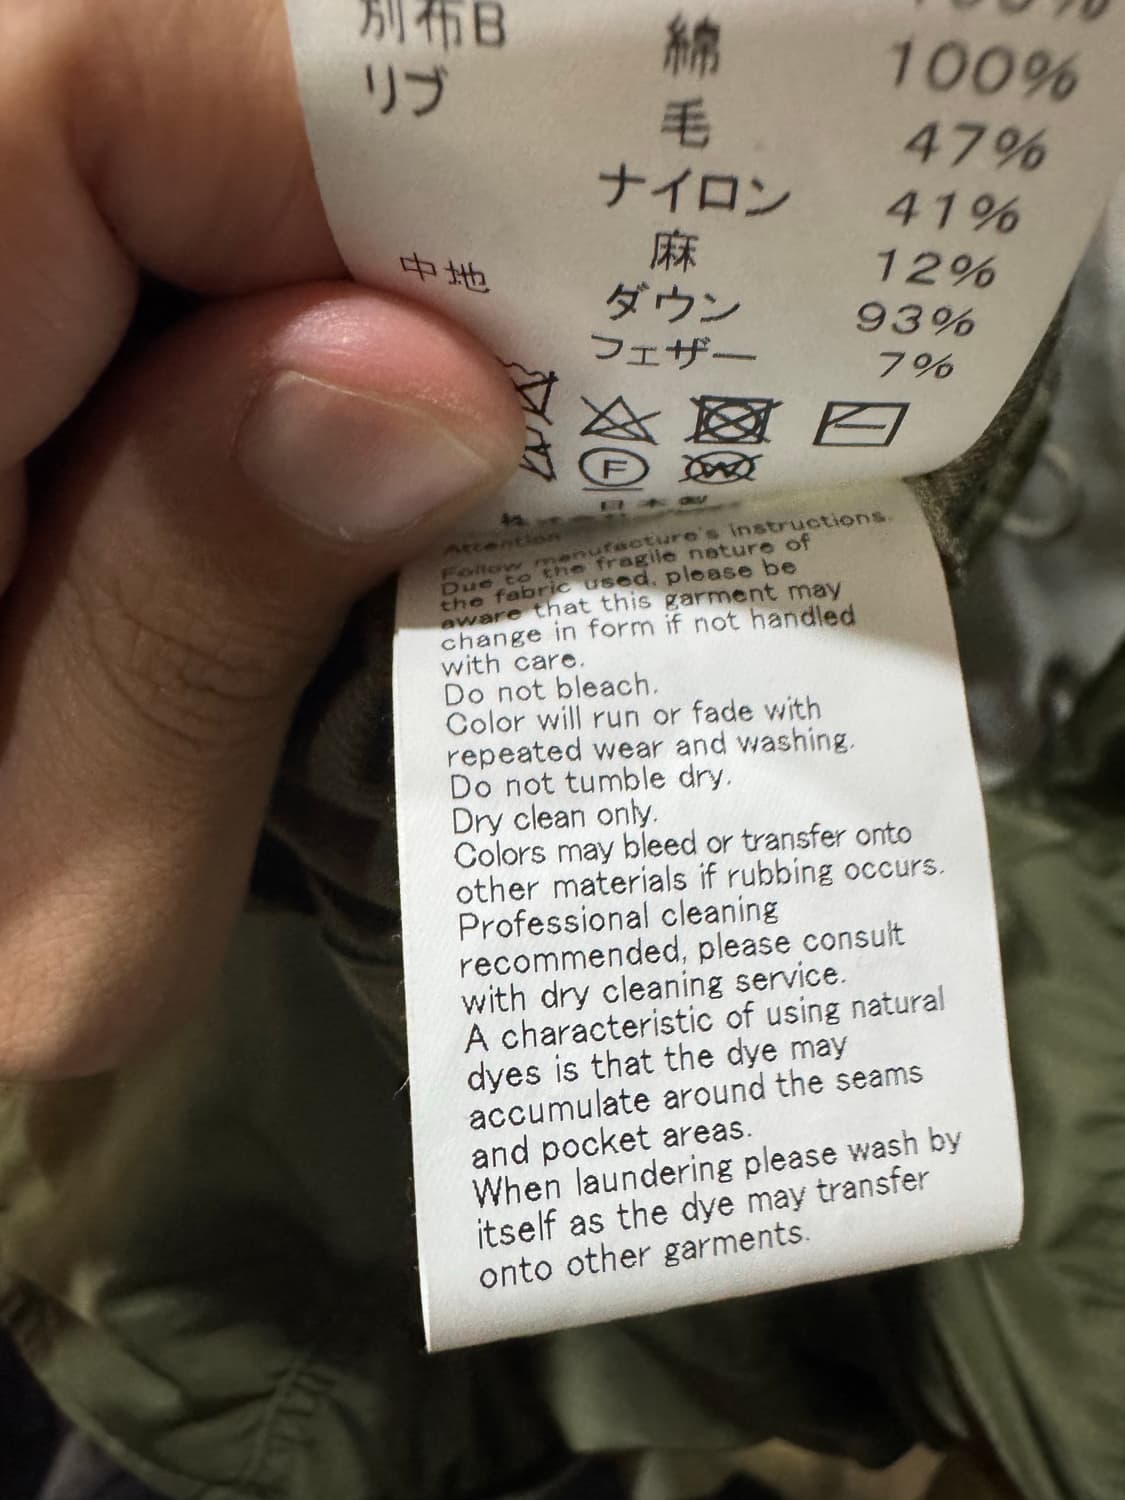 別布B 綿 100%
リブ 毛 47%
ナイロン 41%
麻 12%
中地 ダウン 93%
フェザー 7%
F
W
日本製
Attention
Follow manufacture's instructions.
Due to the fragile nature of
the fabric used, please be
aware that this garment may
change in form if not handled
with care.
Do not bleach.
Color will run or fade with
repeated wear and washing.
Do not tumble dry.
Dry clean only.
Colors may bleed or transfer onto
other materials if rubbing occurs.
Professional cleaning
recommended, please consult
with dry cleaning service.
A characteristic of using natural
dyes is that the dye may
accumulate around the seams
and pocket areas.
When laundering please wash by
itself as the dye may transfer
onto other garments.